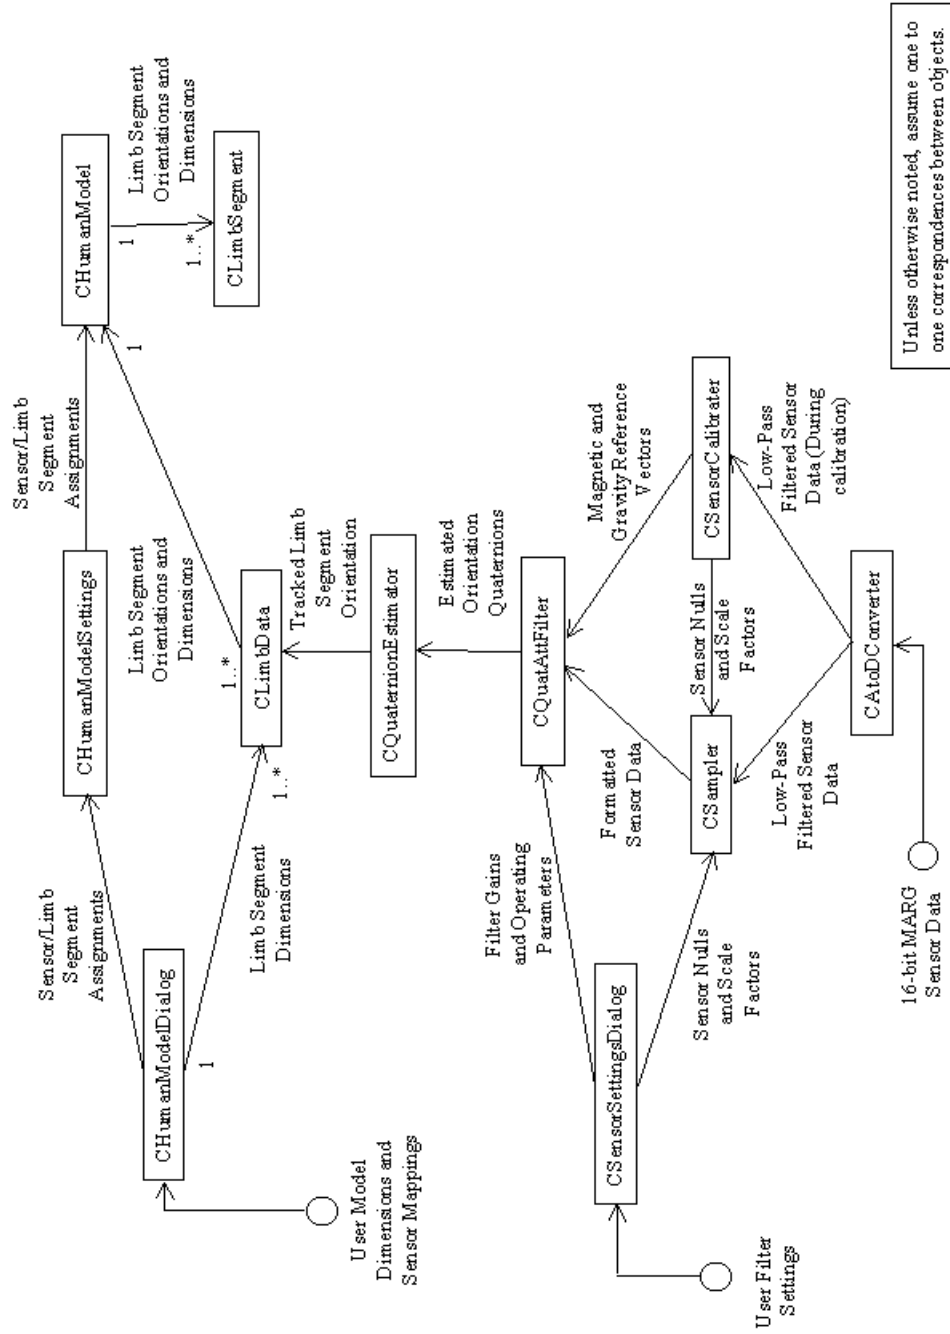 User Model
Dimensions and
Sensor Mappings
CHumanModelDialog
Sensor/Limb
Segment
Assignments
1
Limb Segment
Dimensions
1..*
CHumanModelSettings
Sensor/Limb
Segment
Assignments
CHumanModel
1
Limb Segment
Orientations and
Dimensions
1..*
CLimbSegment
Limb Segment
Orientations and
Dimensions
1
1..*
CLimbData
Tracked Limb
Segment
Orientation
CQuaternionEstimator
Estimated
Orientation
Quaternions
CQuatAttFilter
Filter Gains
and Operating
Parameters
User Filter
Settings
CSensorSettingsDialog
Sensor Nulls
and Scale
Factors
Formatted
Sensor Data
CSampler
Sensor Nulls
and Scale
Factors
Magnetic and
Gravity Reference
Vectors
CSensorCalibrater
Low-Pass
Filtered Sensor
Data
Low-Pass
Filtered Sensor
Data (During
calibration)
CAtoDConverter
16-bit MARG
Sensor Data
Unless otherwise noted, assume one to
one correspondences between objects.